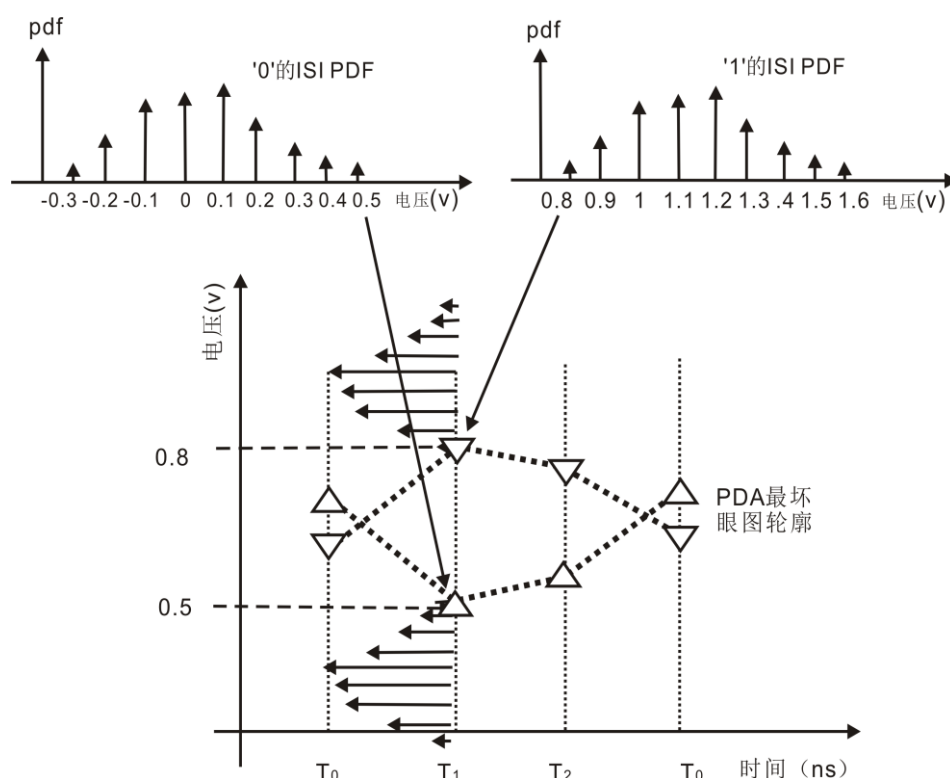 pdf
'0'的ISI PDF
-0.3 -0.2 -0.1 0 0.1 0.2 0.3 0.4 0.5 电压(v)
pdf
'1'的ISI PDF
0.8 0.9 1 1.1 1.2 1.3 .4 1.5 1.6 电压(v)
电压(v)
0.8
0.5
PDA最坏
眼图轮廓
T₀ T₁ T₂ T₀ 时间（ns）